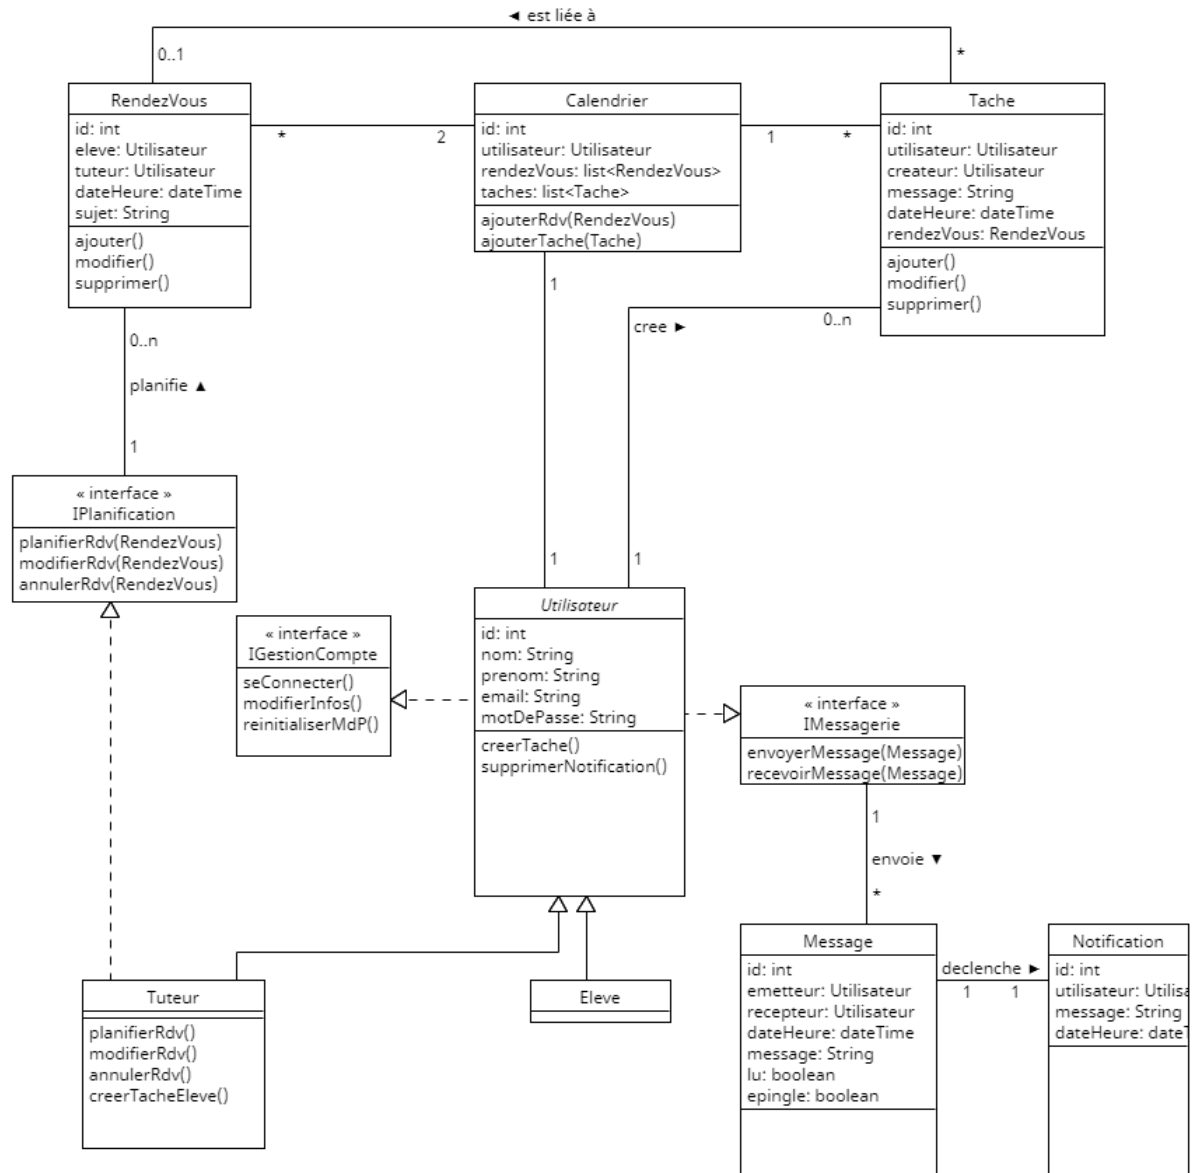 ◄ est liée à
0..1
*
RendezVous
id: int
eleve: Utilisateur
tuteur: Utilisateur
dateHeure: dateTime
sujet: String
ajouter()
modifier()
supprimer()
*
2
Calendrier
id: int
utilisateur: Utilisateur
rendezVous: list<RendezVous>
taches: list<Tache>
ajouterRdv(RendezVous)
ajouterTache(Tache)
1
*
Tache
id: int
utilisateur: Utilisateur
createur: Utilisateur
message: String
dateHeure: dateTime
rendezVous: RendezVous
ajouter()
modifier()
supprimer()
0..n
planifie ▲
1
1
1
cree ►
0..n
1
« interface »
IPlanification
planifierRdv(RendezVous)
modifierRdv(RendezVous)
annulerRdv(RendezVous)
« interface »
IGestionCompte
seConnecter()
modifierInfos()
reinitialiserMdP()
Utilisateur
id: int
nom: String
prenom: String
email: String
motDePasse: String
creerTache()
supprimerNotification()
« interface »
IMessagerie
envoyerMessage(Message)
recevoirMessage(Message)
1
envoie ▼
*
Tuteur
planifierRdv()
modifierRdv()
annulerRdv()
creerTacheEleve()
Eleve
Message
id: int
emetteur: Utilisateur
recepteur: Utilisateur
dateHeure: dateTime
message: String
lu: boolean
epingle: boolean
declenche ►
1
1
Notification
id: int
utilisateur:
message: String
dateHeure: